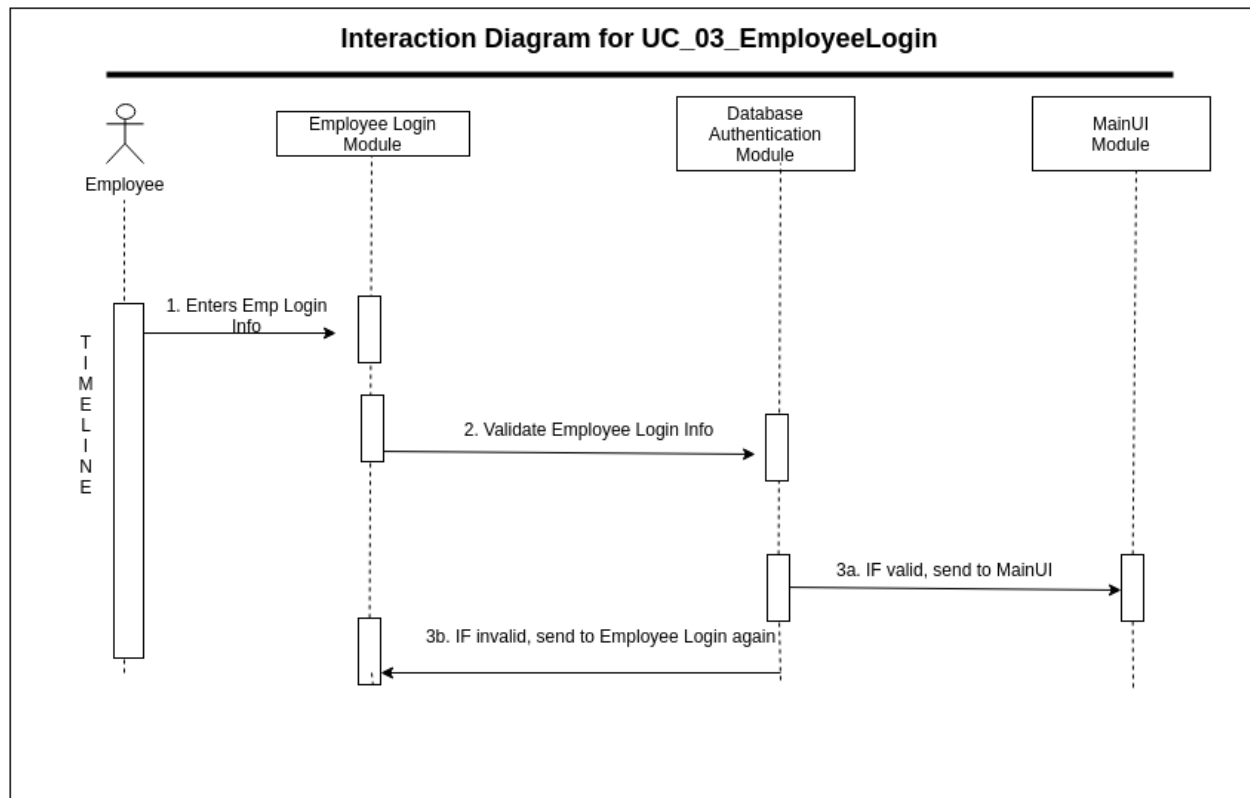 Interaction Diagram for UC_03_EmployeeLogin
Employee
Employee Login
Module
Database
Authentication
Module
MainUI
Module
T
I
M
E
L
I
N
E
1. Enters Emp Login
Info
2. Validate Employee Login Info
3a. IF valid, send to MainUI
3b. IF invalid, send to Employee Login again